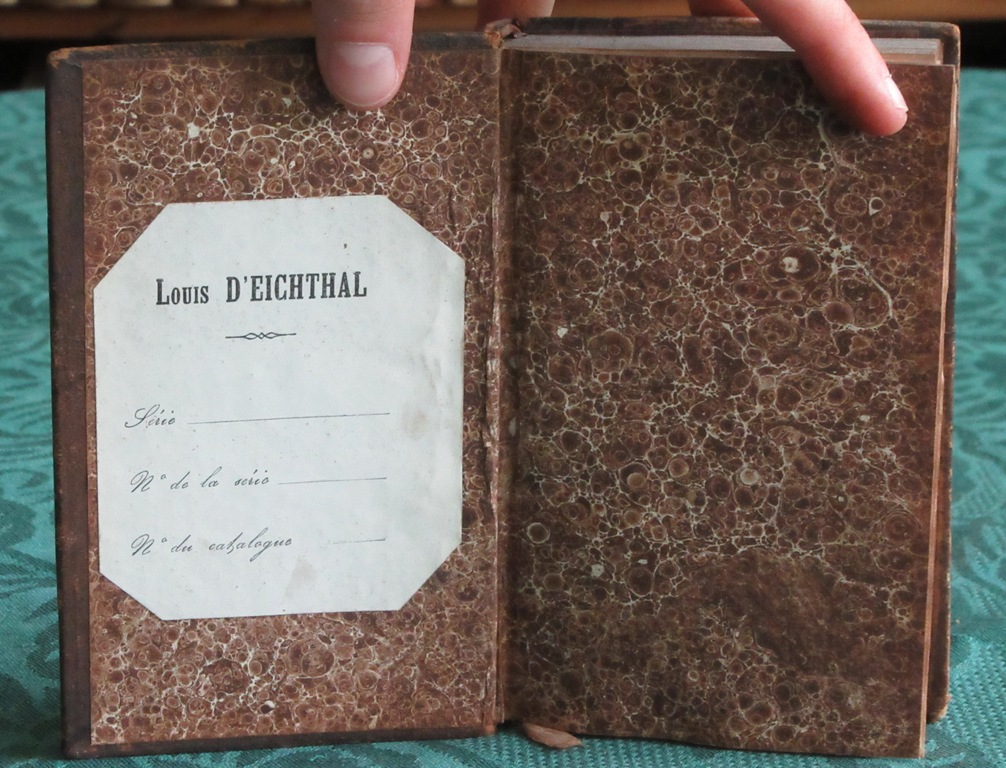 Louis D'EICHTHAL
Série
N° de la série
N° du catalogue